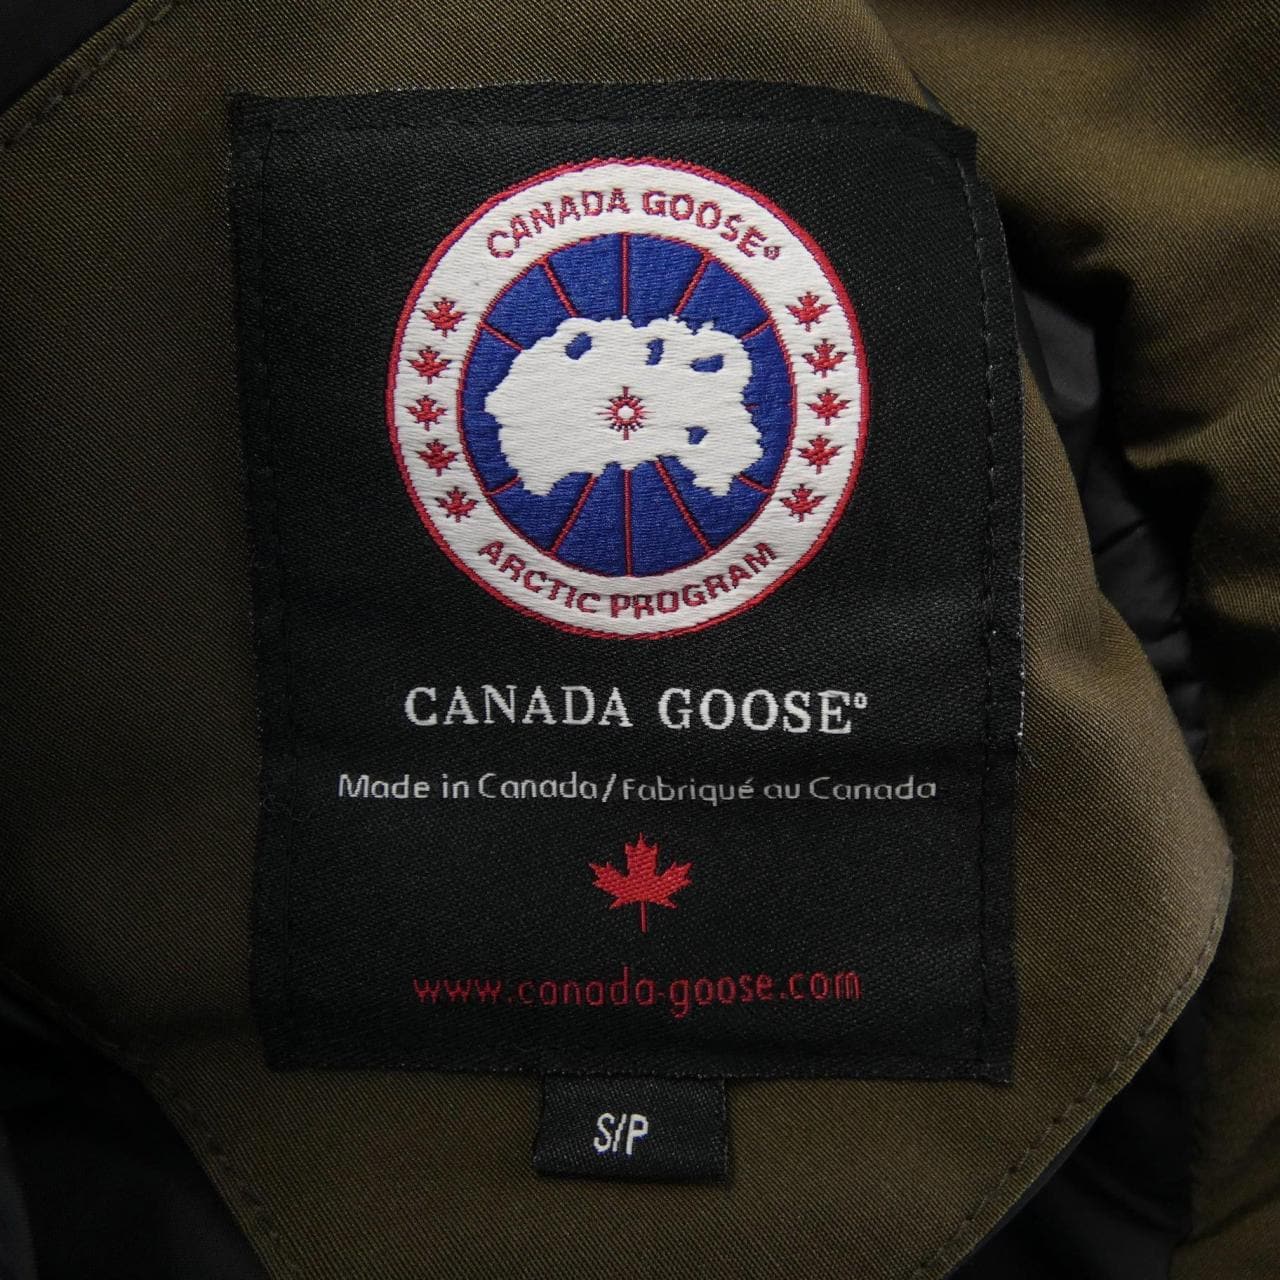 CANADA GOOSE®
ARCTIC PROGRAM
CANADA GOOSE®
Made in Canada/Fabriqué au Canada
www.canada-goose.com
S/P